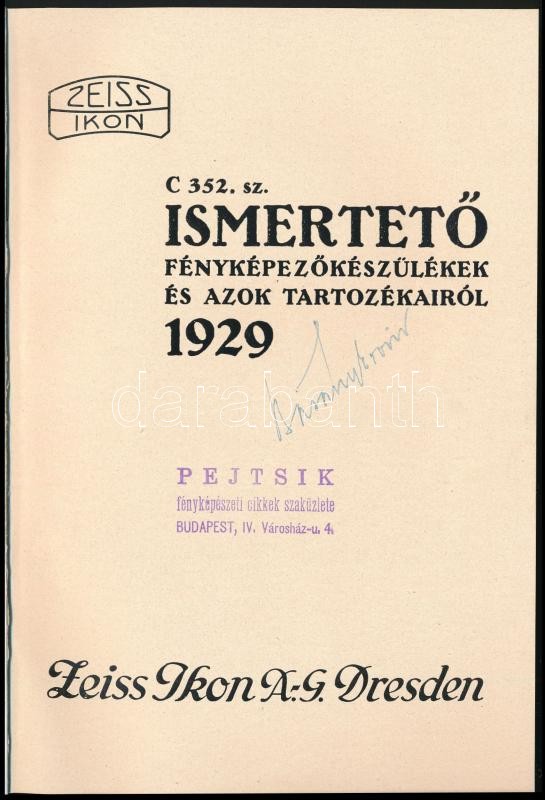 ZEISS
IKON
C 352. sz.
ISMERTETŐ
FÉNYKÉPEZŐKÉSZÜLÉKEK
ÉS AZOK TARTOZÉKAIRÓL
1929
darabanth
PEJTSIK
fényképészeti cikkek szaküzlete
BUDAPEST, IV. Városház-u. 4.
Zeiss Ikon A.-G. Dresden